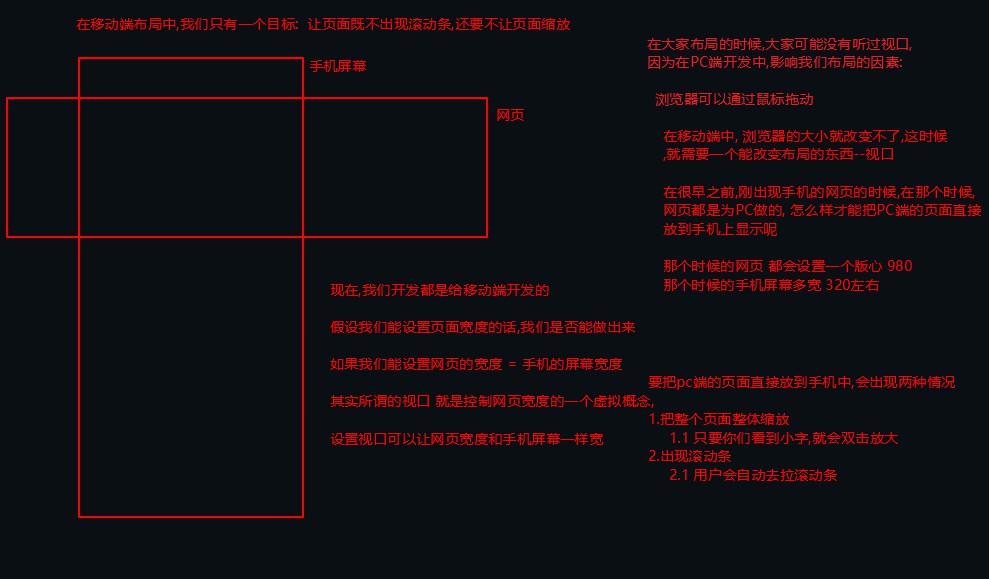 在移动端布局中,我们只有一个目标: 让页面既不出现滚动条,还要不让页面缩放
手机屏幕
网页
在大家布局的时候,大家可能没有听过视口,
因为在PC端开发中,影响我们布局的因素:
浏览器可以通过鼠标拖动
在移动端中, 浏览器的大小就改变不了,这时候
,就需要一个能改变布局的东西--视口
在很早之前,刚出现手机的网页的时候,在那个时候,
网页都是为PC做的, 怎么样才能把PC端的页面直接
放到手机上显示呢
那个时候的网页 都会设置一个版心 980
那个时候的手机屏幕多宽 320左右
现在,我们开发都是给移动端开发的
假设我们能设置页面宽度的话,我们是否能做出来
如果我们能设置网页的宽度 = 手机的屏幕宽度
其实所谓的视口 就是控制网页宽度的一个虚拟概念,
设置视口可以让网页宽度和手机屏幕一样宽
要把pc端的页面直接放到手机中,会出现两种情况
1.把整个页面整体缩放
1.1 只要你们看到小字,就会双击放大
2.出现滚动条
2.1 用户会自动去拉滚动条